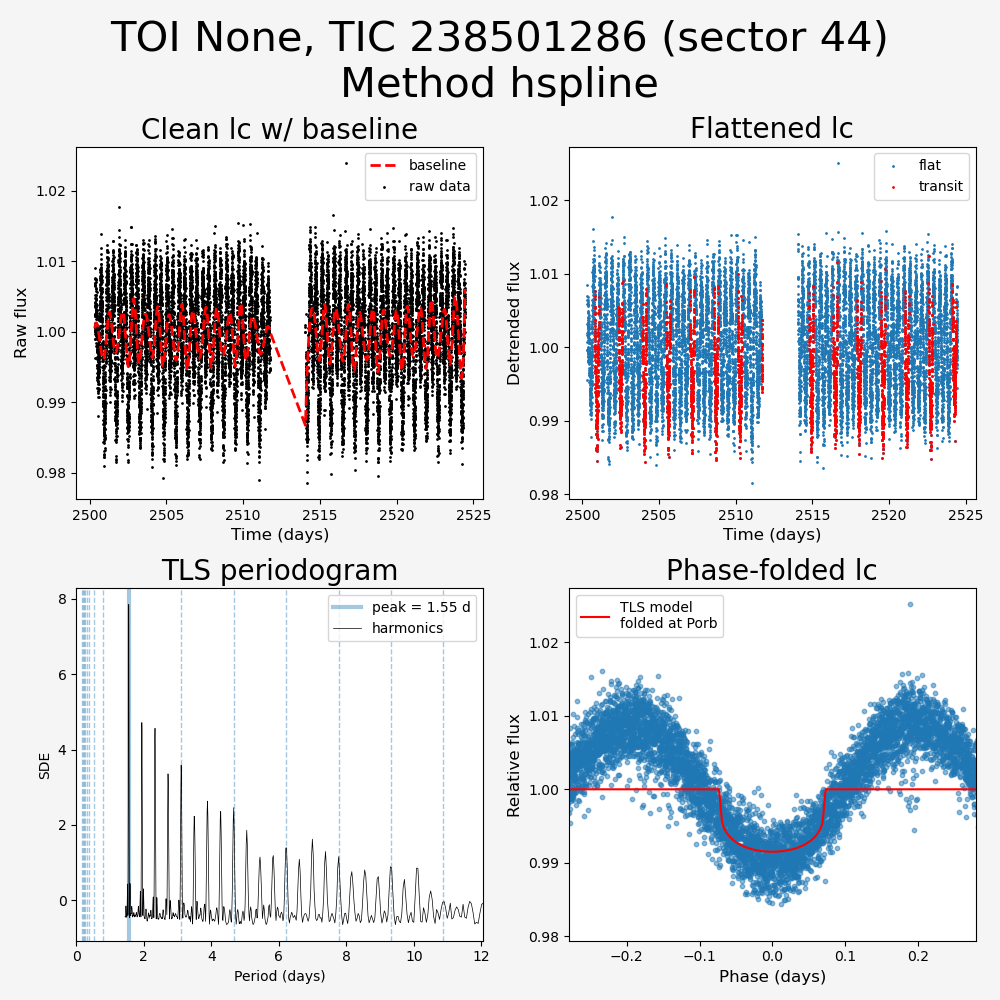 TOI None, TIC 238501286 (sector 44)
Method hspline
Clean lc w/ baseline
Flattened lc
baseline
raw data
flat
transit
1.02
1.01
1.00
0.99
0.98
Raw flux
2500
2505
2510
2515
2520
2525
Time (days)
1.02
1.01
1.00
0.99
0.98
Detrended flux
2500
2505
2510
2515
2520
2525
Time (days)
TLS periodogram
Phase-folded lc
peak = 1.55 d
harmonics
TLS model
folded at Porb
8
6
4
2
0
SDE
0
2
4
6
8
10
12
Period (days)
1.02
1.01
1.00
0.99
0.98
Relative flux
−0.2
−0.1
0.0
0.1
0.2
Phase (days)